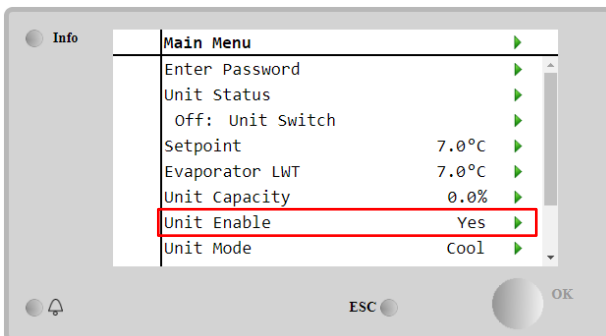 Info
Main Menu
Enter Password
Unit Status
Off: Unit Switch
Setpoint 7.0°C
Evaporator LWT 7.0°C
Unit Capacity 0.0%
Unit Enable Yes
Unit Mode Cool
ESC
OK